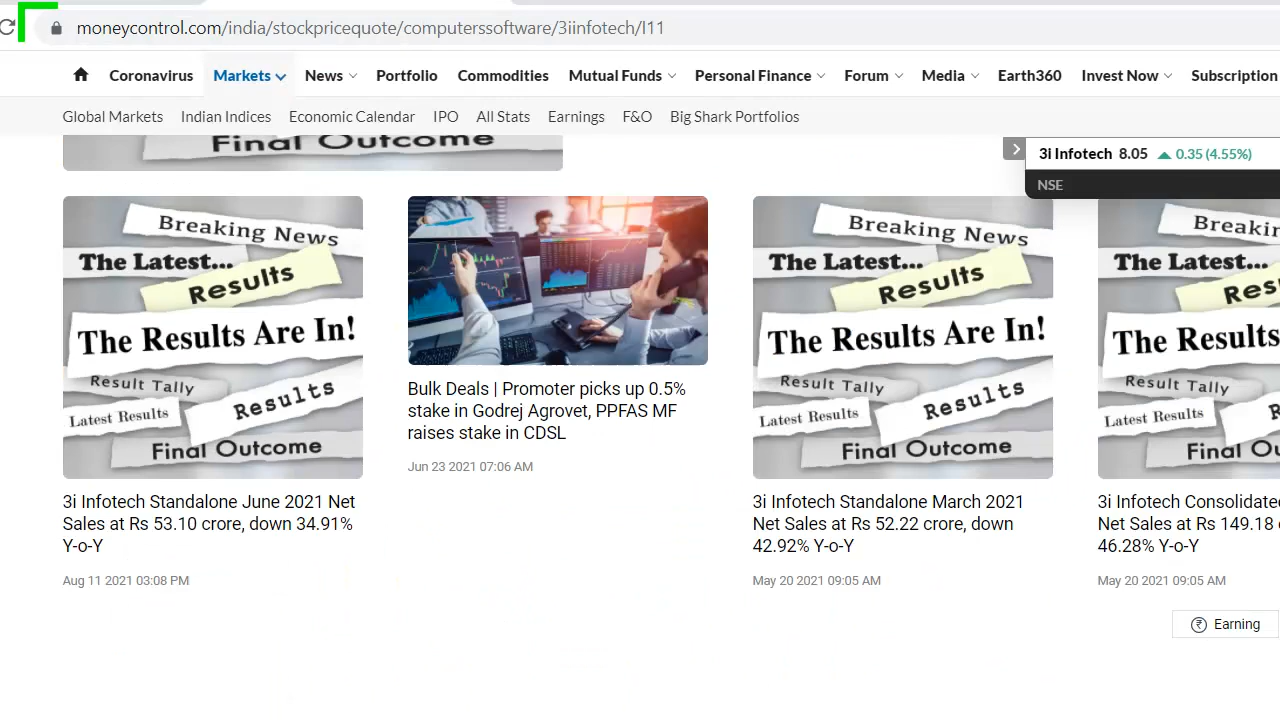 moneycontrol.com/india/stockpricequote/computerssoftware/3iinfotech/I11
Coronavirus Markets News Portfolio Commodities Mutual Funds Personal Finance Forum Media Earth360 Invest Now Subscription
Global Markets Indian Indices Economic Calendar IPO All Stats Earnings F&O Big Shark Portfolios
Final Outcome
3i Infotech 8.05 0.35 (4.55%)
NSE
Breaking News
The Latest...
Results
The Results Are In!
Result Tally
Results
Latest Results
Final Outcome
3i Infotech Standalone June 2021 Net
Sales at Rs 53.10 crore, down 34.91%
Y-o-Y
Aug 11 2021 03:08 PM
Bulk Deals | Promoter picks up 0.5%
stake in Godrej Agrovet, PPFAS MF
raises stake in CDSL
Jun 23 2021 07:06 AM
Breaking News
The Latest...
Results
The Results Are In!
Result Tally
Results
Latest Results
Final Outcome
3i Infotech Standalone March 2021
Net Sales at Rs 52.22 crore, down
42.92% Y-o-Y
May 20 2021 09:05 AM
The Latest...
The Results
Result Tally
Latest Results
3i Infotech
Net Sales at Rs 149.18
46.28% Y-o-Y
May 20 2021 09:05 AM
Earning